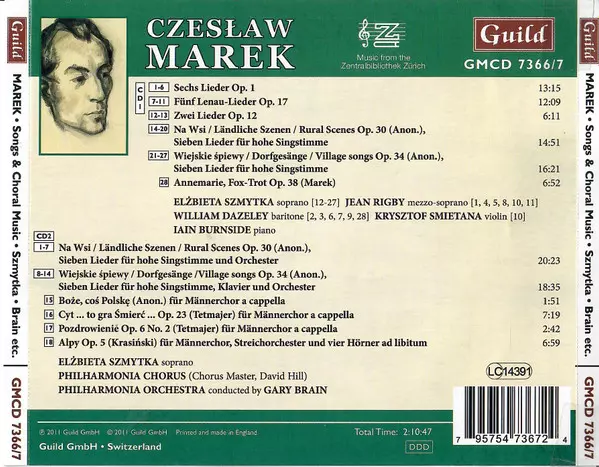 Guild
MAREK • Songs & Choral Music • Szmytka • Brain etc.
GMCD 7366/7
CZESŁAW
MAREK
Music from the
Zentralbibliothek Zürich
Guild
GMCD 7366/7
CD1
1-6 Sechs Lieder Op. 1 13:15
7-11 Fünf Lenau-Lieder Op. 17 12:09
12-13 Zwei Lieder Op. 12 6:11
14-20 Na Wsi / Ländliche Szenen / Rural Scenes Op. 30 (Anon.),
Sieben Lieder für hohe Singstimme 14:51
21-27 Wiejskie śpiewy / Dorfgesänge / Village songs Op. 34 (Anon.),
Sieben Lieder für hohe Singstimme 16:21
28 Annemarie, Fox-Trot Op. 38 (Marek) 6:52
ELŻBIETA SZMYTKA soprano [12-27] JEAN RIGBY mezzo-soprano [1, 4, 5, 8, 10, 11]
WILLIAM DAZELEY baritone [2, 3, 6, 7, 9, 28] KRYSZTOF SMIETANA violin [10]
IAIN BURNSIDE piano
CD2
1-7 Na Wsi / Ländliche Szenen / Rural Scenes Op. 30 (Anon.),
Sieben Lieder für hohe Singstimme und Orchester 20:23
8-14 Wiejskie śpiewy / Dorfgesänge /Village songs Op. 34 (Anon.),
Sieben Lieder für hohe Singstimme, Klavier und Orchester 18:35
15 Boże, coś Polskę (Anon.) für Männerchor a cappella 1:51
16 Cyt ... to gra Śmierć ... Op. 23 (Tetmajer) für Männerchor a cappella 7:19
17 Pozdrowienié Op. 6 No. 2 (Tetmajer) für Männerchor a cappella 2:42
18 Alpy Op. 5 (Krasiński) für Männerchor, Streichorchester und vier Hörner ad libitum 6:59
ELŻBIETA SZMYTKA soprano
PHILHARMONIA CHORUS (Chorus Master, David Hill)
PHILHARMONIA ORCHESTRA conducted by GARY BRAIN
LC14391
℗ 2011 Guild GmbH © 2011 Guild GmbH Printed and made in England
Guild GmbH • Switzerland
Total Time: 2:10:47
DDD
7 95754 73672 4
Guild
MAREK • Songs & Choral Music • Szmytka • Brain etc.
GMCD 7366/7